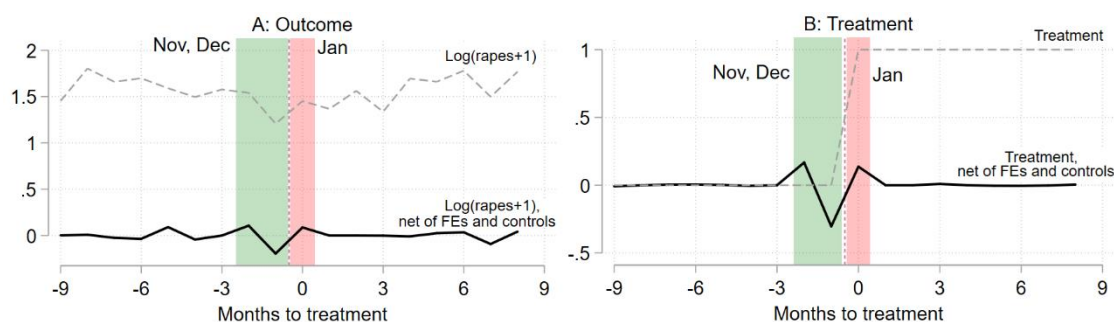 A: Outcome
Nov, Dec
Jan
Log(rapes+1)
2
1.5
1
.5
0
Log(rapes+1),
net of FEs and controls
-9 -6 -3 0 3 6 9
Months to treatment
B: Treatment
Treatment
Nov, Dec
Jan
1
.5
0
-.5
Treatment,
net of FEs and controls
-9 -6 -3 0 3 6 9
Months to treatment